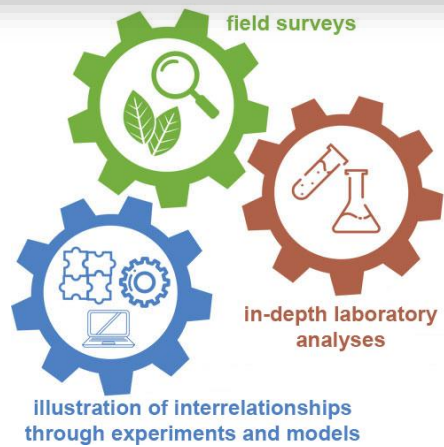 field surveys
in-depth laboratory
analyses
illustration of interrelationships
through experiments and models